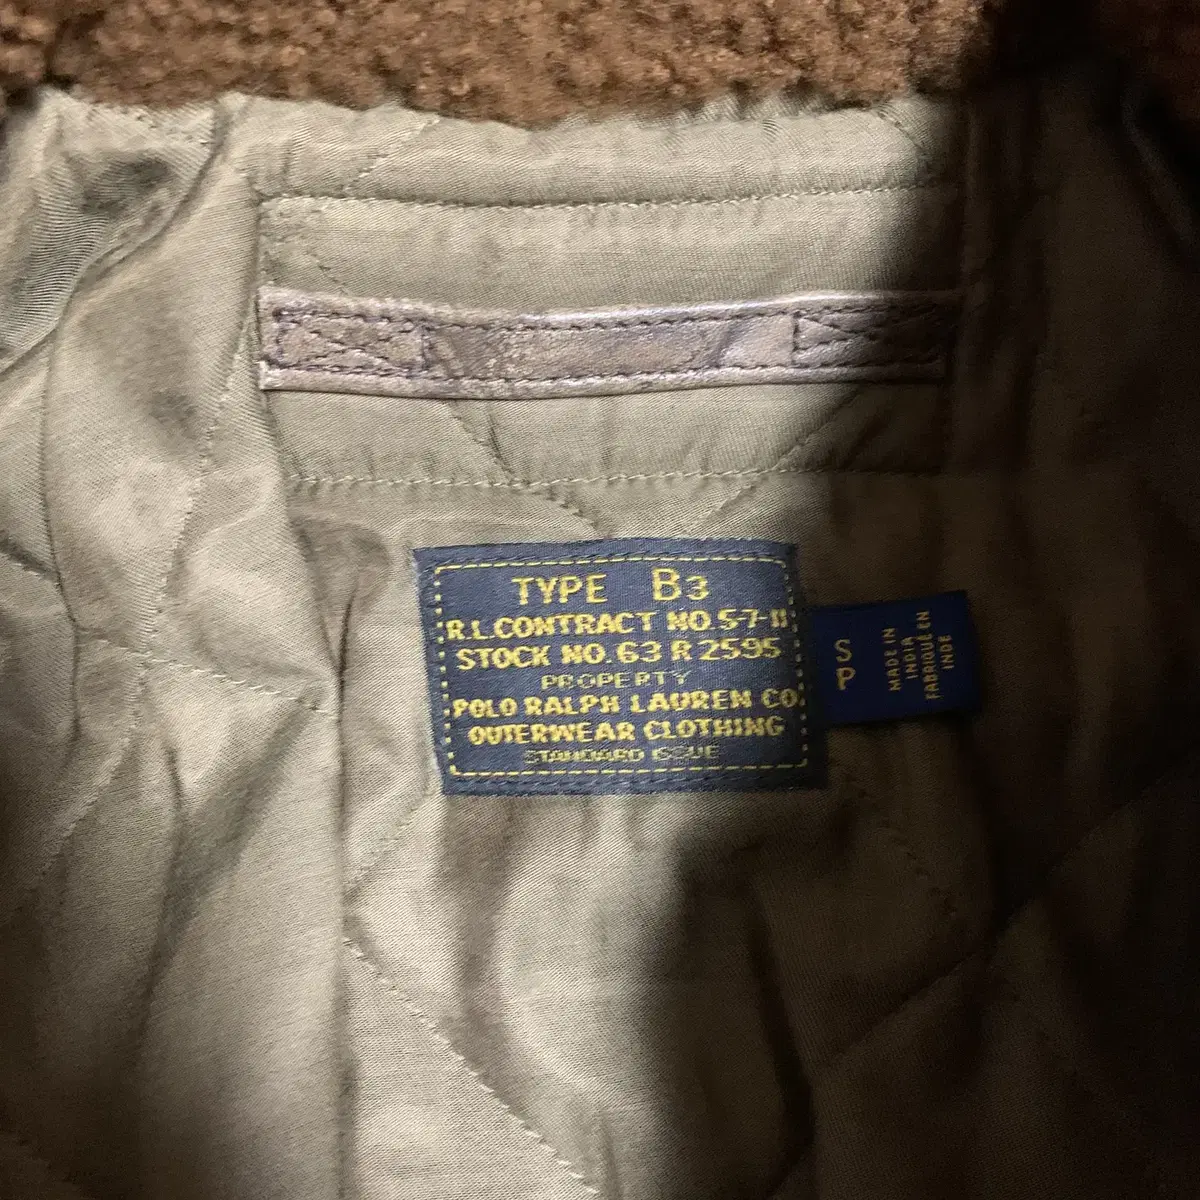 TYPE B3
R.L.CONTRACT NO.57-11
STOCK NO. 63 R 2595
PROPERTY
POLO RALPH LAUREN CO.
OUTERWEAR CLOTHING
STANDARD ISSUE
S
P
MADE IN
INDIA
FABRIQUÉ EN
INDE